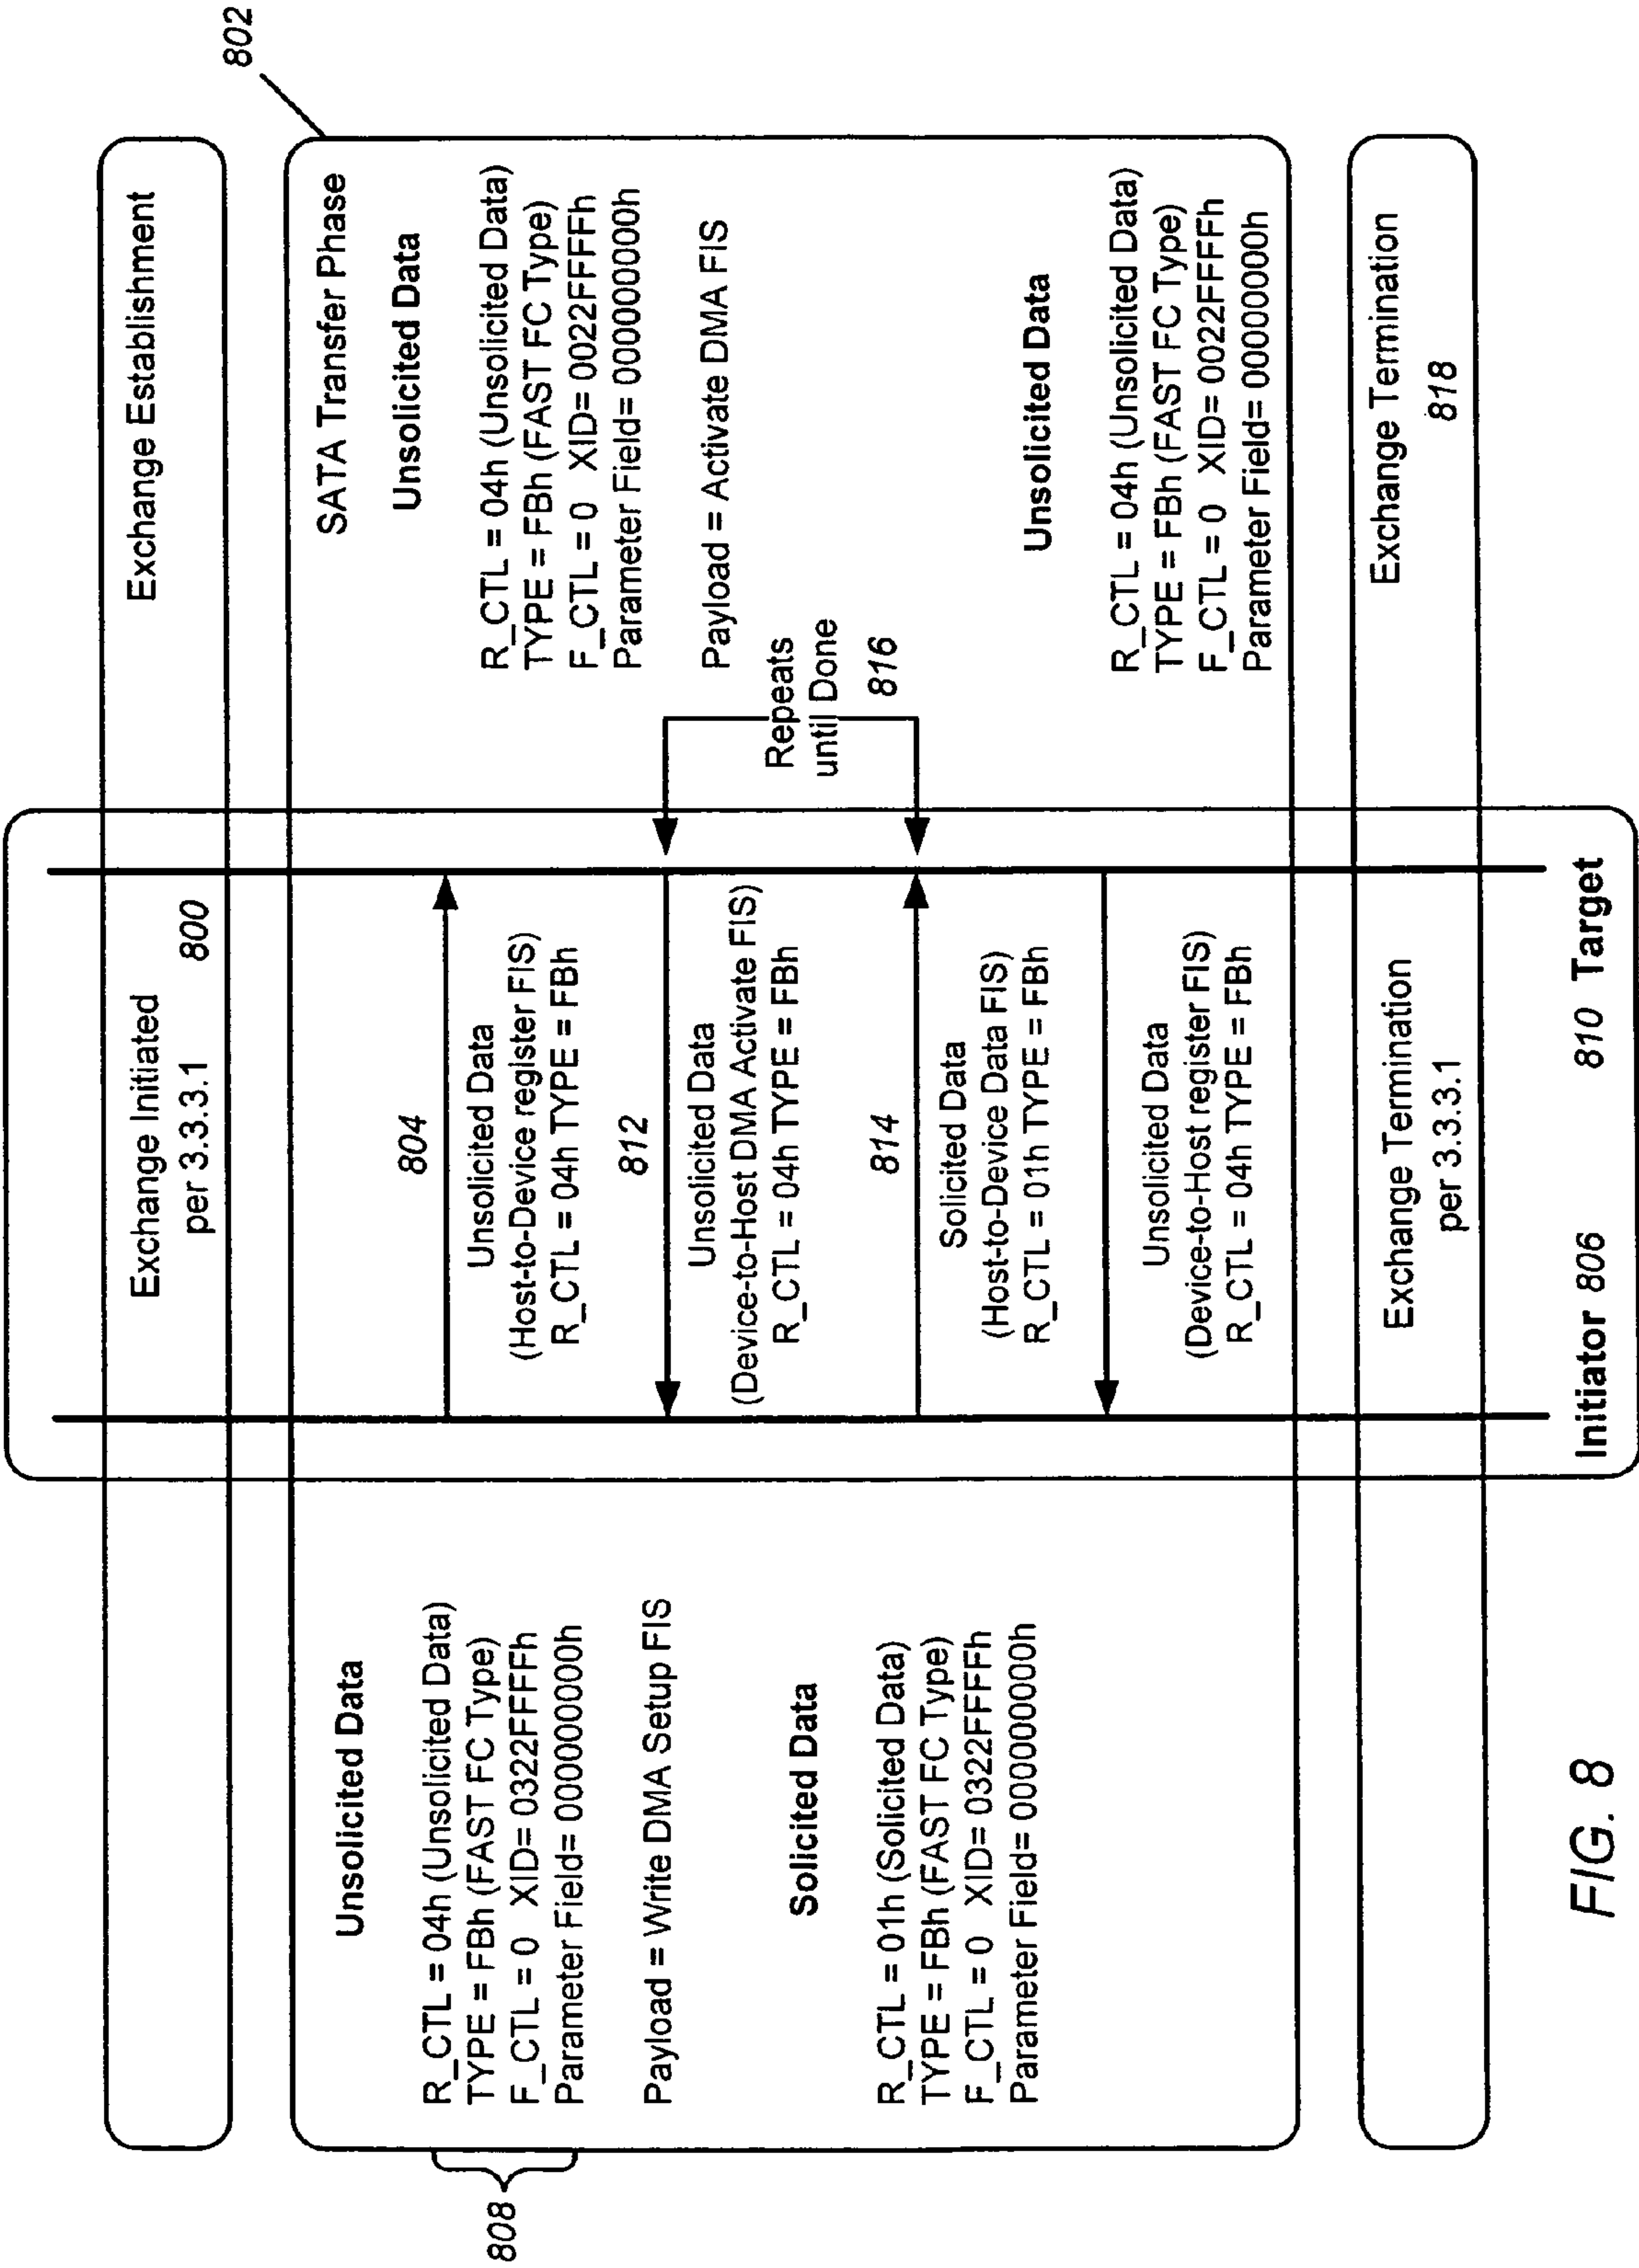 Exchange Establishment
Exchange Initiated
per 3.3.3.1 800
802
SATA Transfer Phase
Unsolicited Data
R_CTL = 04h (Unsolicited Data)
TYPE = FBh (FAST FC Type)
F_CTL = 0 XID= 0322FFFFh
Parameter Field= 00000000h
808
Payload = Write DMA Setup FIS
Solicited Data
R_CTL = 01h (Solicited Data)
TYPE = FBh (FAST FC Type)
F_CTL = 0 XID= 0322FFFFh
Parameter Field= 00000000h
804
Unsolicited Data
(Host-to-Device register FIS)
R_CTL = 04h TYPE = FBh
812
Unsolicited Data
(Device-to-Host DMA Activate FIS)
R_CTL = 04h TYPE = FBh
814
Solicited Data
(Host-to-Device Data FIS)
R_CTL = 01h TYPE = FBh
Unsolicited Data
(Device-to-Host register FIS)
R_CTL = 04h TYPE = FBh
Unsolicited Data
R_CTL = 04h (Unsolicited Data)
TYPE = FBh (FAST FC Type)
F_CTL = 0 XID= 0022FFFFh
Parameter Field= 00000000h
Payload = Activate DMA FIS
Repeats
until Done
816
Unsolicited Data
R_CTL = 04h (Unsolicited Data)
TYPE = FBh (FAST FC Type)
F_CTL = 0 XID= 0022FFFFh
Parameter Field= 00000000h
Exchange Termination
per 3.3.3.1
Exchange Termination
818
Initiator 806 810 Target
FIG. 8